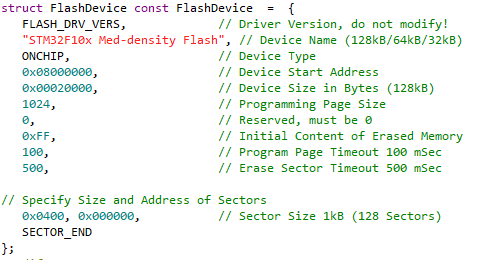 struct FlashDevice const FlashDevice  =  {
   FLASH_DRV_VERS,             // Driver Version, do not modify!
   "STM32F10x Med-density Flash", // Device Name (128kB/64kB/32kB)
   ONCHIP,                     // Device Type
   0x08000000,                 // Device Start Address
   0x00020000,                 // Device Size in Bytes (128kB)
   1024,                       // Programming Page Size
   0,                          // Reserved, must be 0
   0xFF,                       // Initial Content of Erased Memory
   100,                        // Program Page Timeout 100 mSec
   500,                        // Erase Sector Timeout 500 mSec

// Specify Size and Address of Sectors
   0x0400, 0x000000,           // Sector Size 1kB (128 Sectors)
   SECTOR_END
};